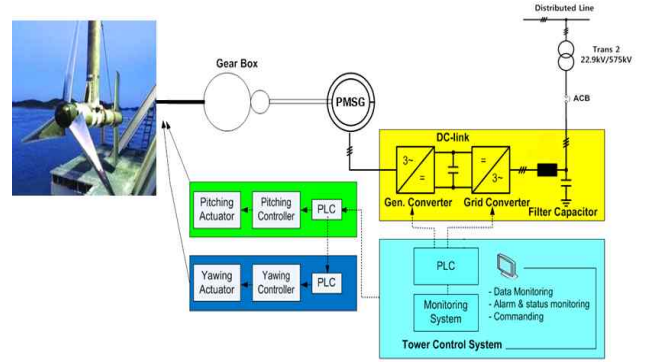 Distributed Line
Trans 2
22.9kV/575kV
ACB
Gear Box
PMSG
DC-link
3~
=
=
3~
Gen. Converter
Grid Converter
Filter Capacitor
Pitching
Actuator
Pitching
Controller
PLC
Yawing
Actuator
Yawing
Controller
PLC
PLC
Monitoring
System
- Data Monitoring
- Alarm & status monitoring
- Commanding
Tower Control System